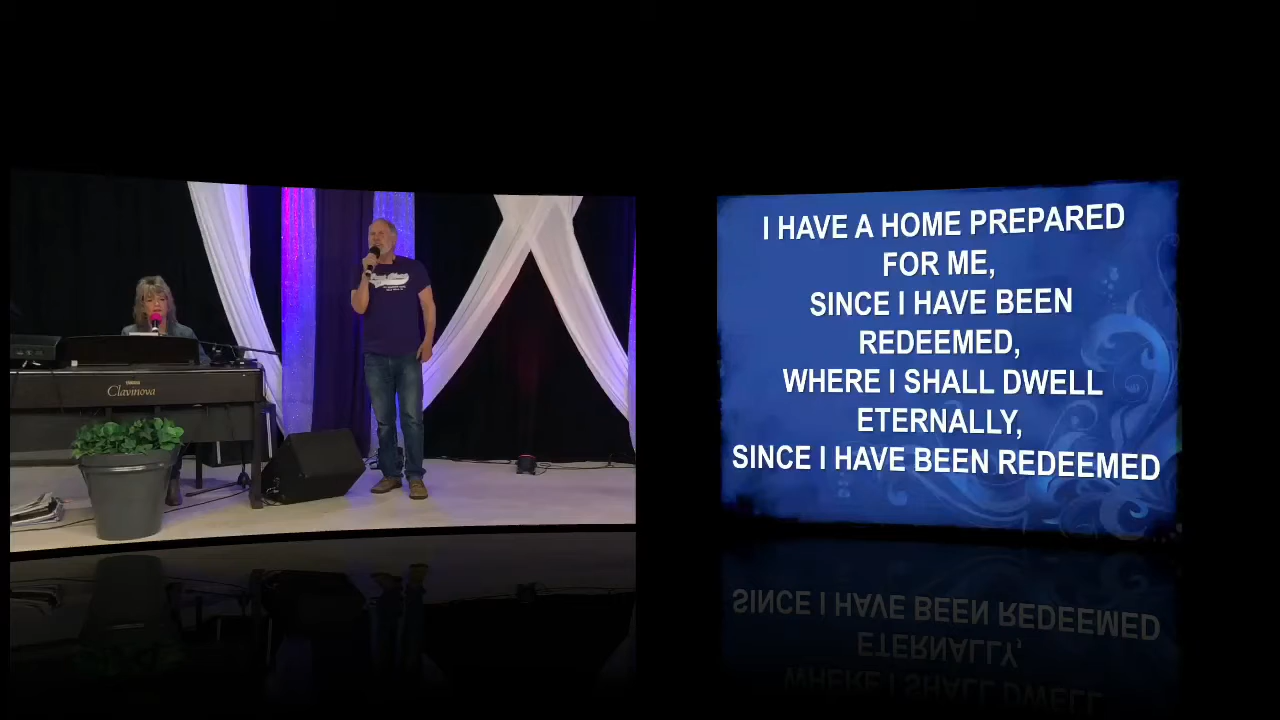 Clavinova
I HAVE A HOME PREPARED
FOR ME,
SINCE I HAVE BEEN
REDEEMED,
WHERE I SHALL DWELL
ETERNALLY,
SINCE I HAVE BEEN REDEEMED